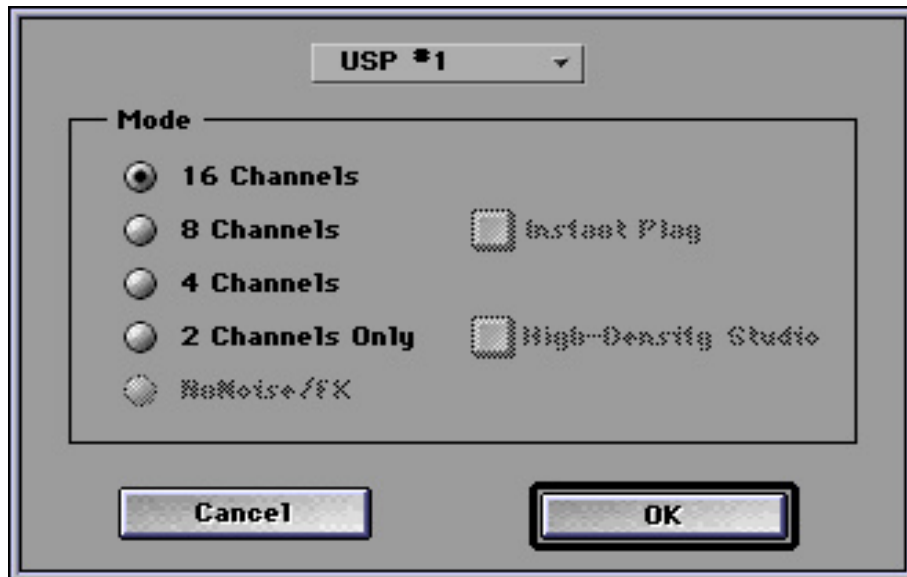 USP #1
Mode
16 Channels
8 Channels
Instant Play
4 Channels
2 Channels Only
High-Density Studio
NoNoise/FX
Cancel
OK